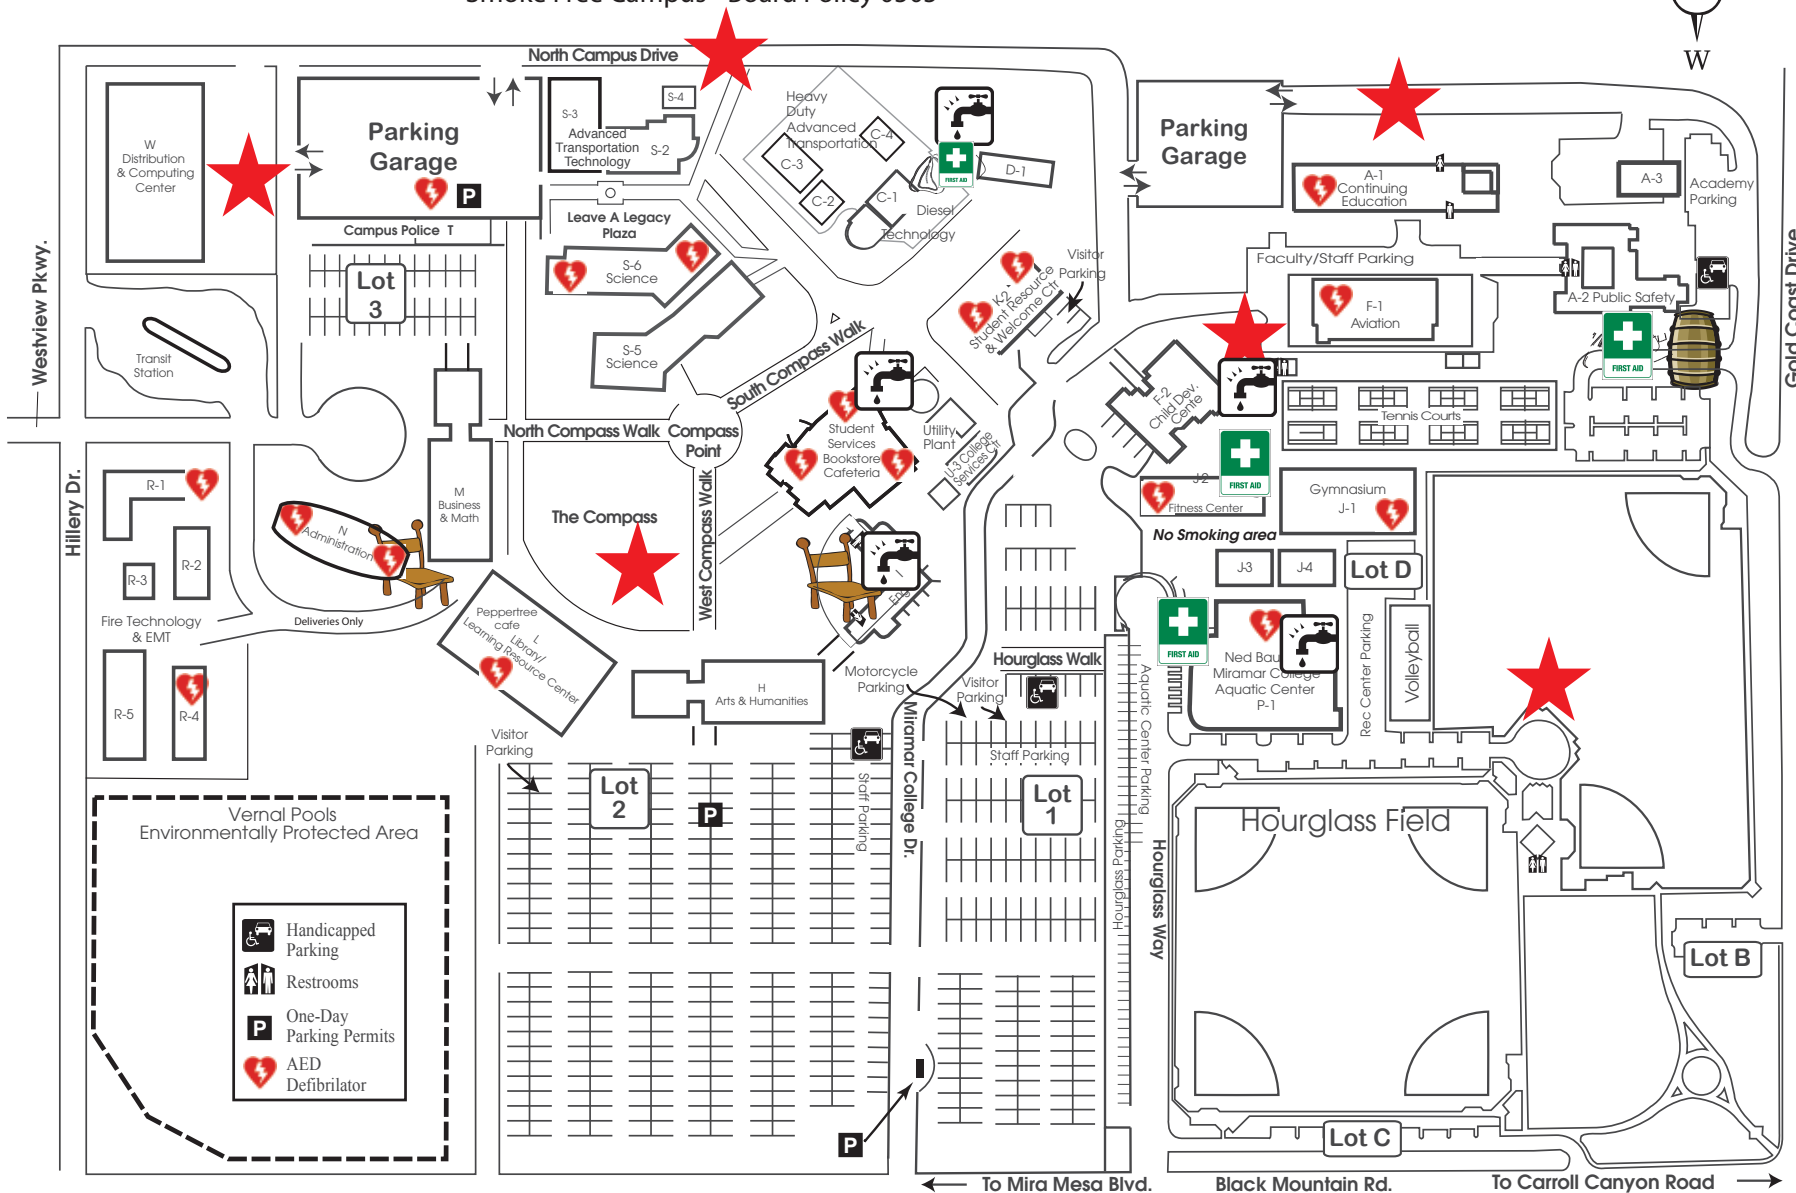 Smoke Free Campus - Board Policy 0505
W
North Campus Drive
W
Distribution
& Computing
Center
Parking
Garage
P
Campus Police T
Lot
3
S-3
S-4
Advanced
Transportation
Technology
S-2
Leave A Legacy
Plaza
S-6
Science
S-5
Science
Heavy
Duty
Advanced
Transportation
C-4
C-3
C-2
C-1
Diesel
Technology
D-1
FIRST AID
Parking
Garage
A-1
Continuing
Education
A-3
Academy
Parking
Faculty/Staff Parking
F-1
Aviation
A-2 Public Safety
FIRST AID
Gold Coast Drive
Visitor
Parking
K-2
Student Resource
& Welcome Ctr
Westview Pkwy.
Transit
Station
South Compass Walk
North Compass Walk
Compass
Point
West Compass Walk
The Compass
Student
Services
Bookstore
Cafeteria
Utility
Plant
U-3 College
Services Ctr
F-2
Child Dev.
Cente
Tennis Courts
FIRST AID
J-2
Fitness Center
Gymnasium
J-1
No Smoking area
J-3
J-4
Lot D
Hillery Dr.
R-1
R-2
R-3
Fire Technology
& EMT
R-5
R-4
M
Business
& Math
N
Administration
Deliveries Only
Peppertree
cafe
L
Library/
Learning Resource Center
I
Eng
H
Arts & Humanities
Motorcycle
Parking
Visitor
Parking
Hourglass Walk
Staff Parking
Lot
1
Miramar College Dr.
Staff Parking
Visitor
Parking
Lot
2
P
Aquatic Center Parking
Hourglass Parking
Hourglass Way
FIRST AID
Ned Bau
Miramar College
Aquatic Center
P-1
Rec Center Parking
Volleyball
Hourglass Field
Lot B
Lot C
Vernal Pools
Environmentally Protected Area
Handicapped
Parking
Restrooms
P
One-Day
Parking Permits
AED
Defibrilator
P
To Mira Mesa Blvd.
Black Mountain Rd.
To Carroll Canyon Road